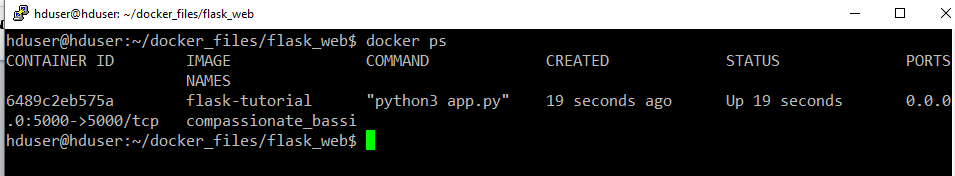 hduser@hduser: ~/docker_files/flask_web
hduser@hduser:~/docker_files/flask_web$ docker ps
CONTAINER ID IMAGE COMMAND CREATED STATUS PORTS
NAMES
6489c2eb575a flask-tutorial "python3 app.py" 19 seconds ago Up 19 seconds 0.0.0
.0:5000->5000/tcp compassionate_bassi
hduser@hduser:~/docker_files/flask_web$